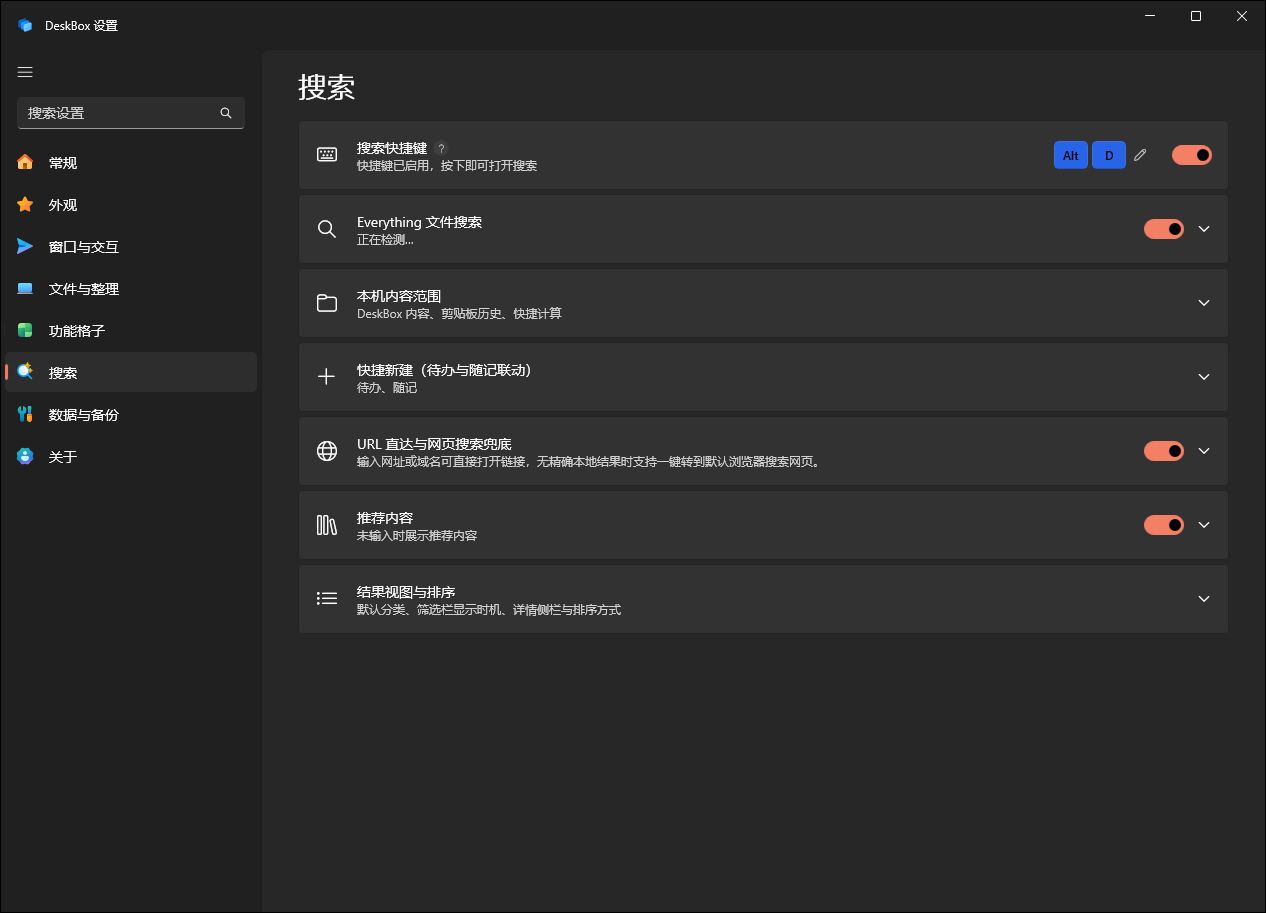 DeskBox 设置
搜索设置
常规
外观
窗口与交互
文件与整理
功能格子
搜索
数据与备份
关于
搜索
搜索快捷键 ?
快捷键已启用，按下即可打开搜索
Alt D
Everything 文件搜索
正在检测...
本机内容范围
DeskBox 内容、剪贴板历史、快捷计算
快捷新建（待办与随记联动）
待办、随记
URL 直达与网页搜索兜底
输入网址或域名可直接打开链接，无精确本地结果时支持一键转到默认浏览器搜索网页。
推荐内容
未输入时展示推荐内容
结果视图与排序
默认分类、筛选栏显示时机、详情侧栏与排序方式